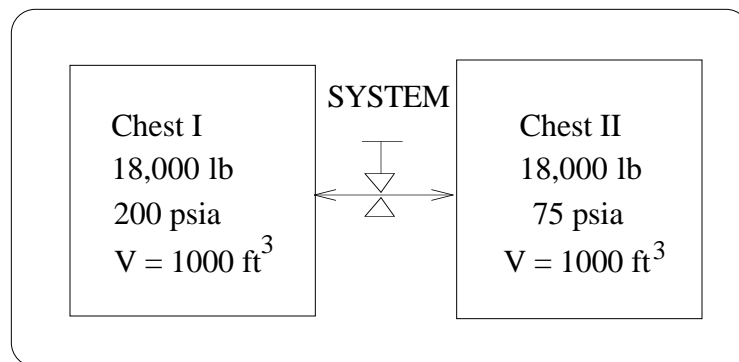 SYSTEM
Chest I
18,000 lb
200 psia
V = 1000 ft³
Chest II
18,000 lb
75 psia
V = 1000 ft³